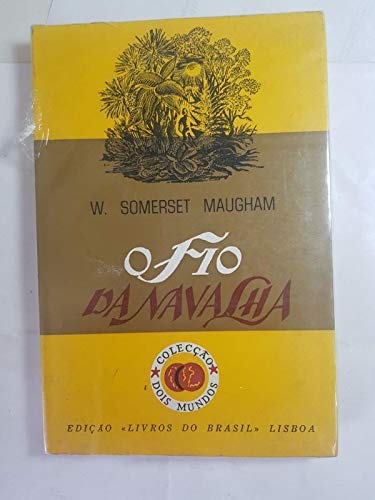 W. SOMERSET MAUGHAM
O FIO
DA NAVALHA
COLECÇÃO
DOIS MUNDOS
EDIÇÃO «LIVROS DO BRASIL» LISBOA